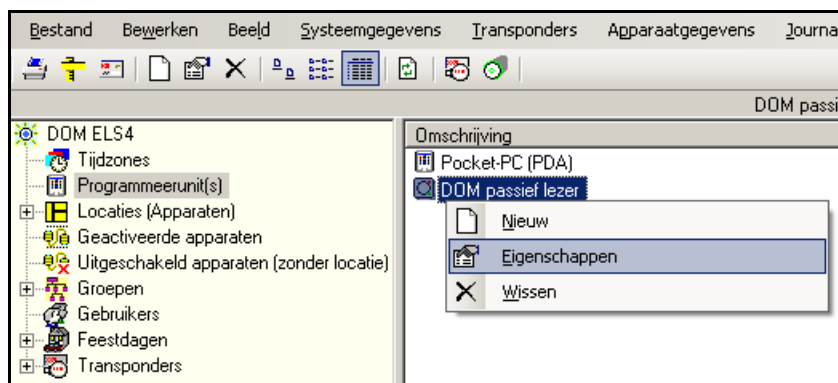 Bestand Bewerken Beeld Systeemgegevens Transponders Apparaatgegevens Journa
DOM passi
DOM ELS4
Tijdzones
Programmeerunit(s)
Locaties (Apparaten)
Geactiveerde apparaten
Uitgeschakeld apparaten (zonder locatie)
Groepen
Gebruikers
Feestdagen
Transponders
Omschrijving
Pocket-PC (PDA)
DOM passief lezer
Nieuw
Eigenschappen
Wissen